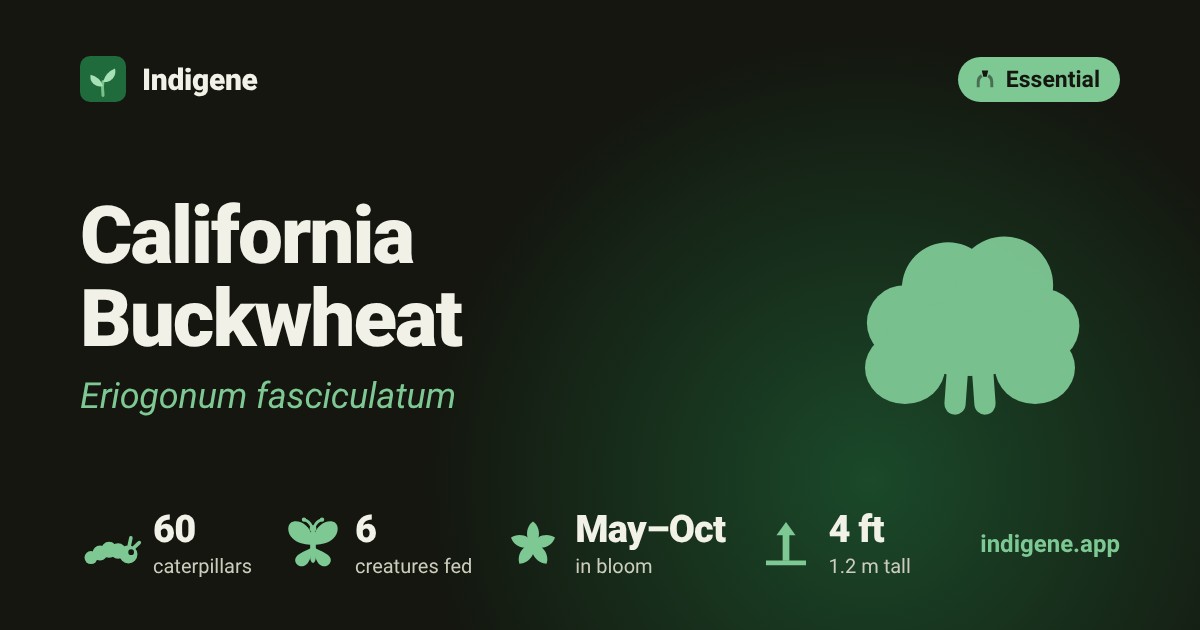 Indigene
Essential
California
Buckwheat
Eriogonum fasciculatum
60
caterpillars
6
creatures fed
May–Oct
in bloom
4 ft
1.2 m tall
indigene.app